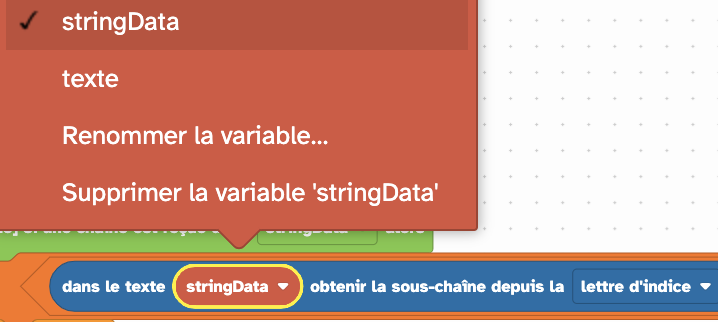 stringData
texte
Renommer la variable...
Supprimer la variable 'stringData'
dans le texte stringData obtenir la sous-chaîne depuis la lettre d'indice